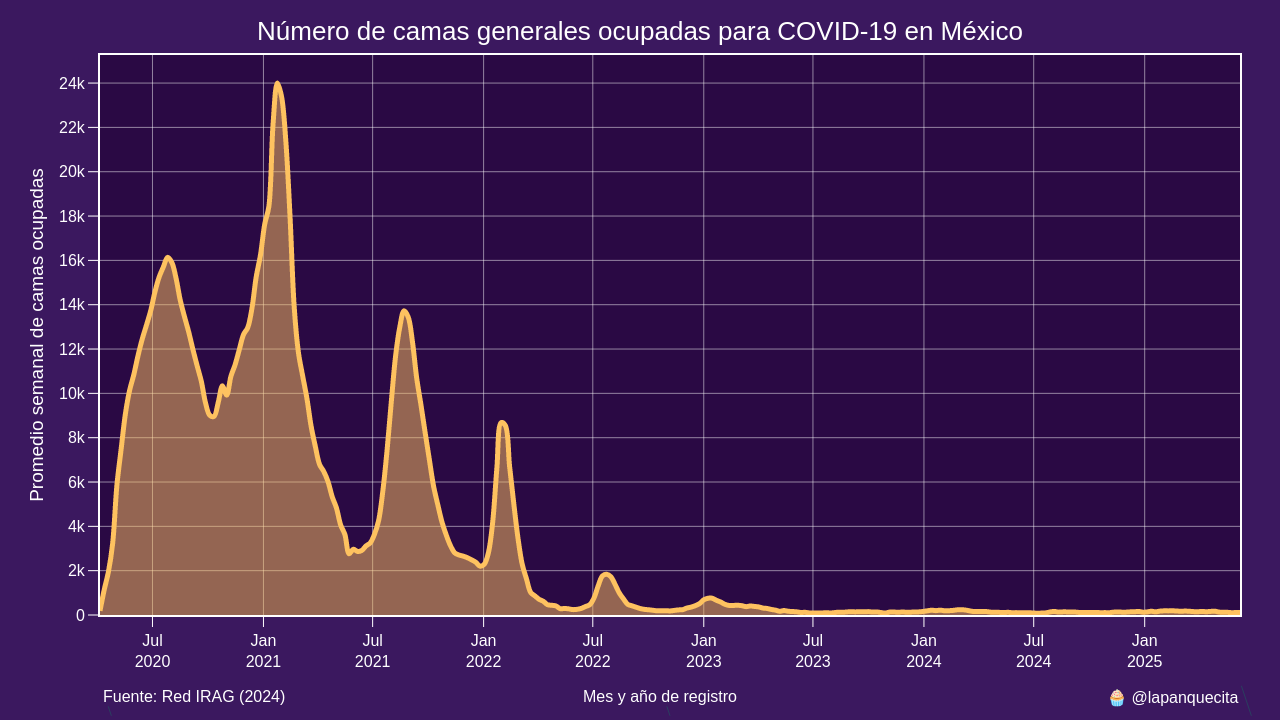 Número de camas generales ocupadas para COVID-19 en México
Promedio semanal de camas ocupadas
24k
22k
20k
18k
16k
14k
12k
10k
8k
6k
4k
2k
0
Jul Jan Jul Jan Jul Jan Jul Jan Jul Jan
2020 2021 2021 2022 2022 2023 2023 2024 2024 2025
Fuente: Red IRAG (2024) Mes y año de registro 🧁 @lapanquecita